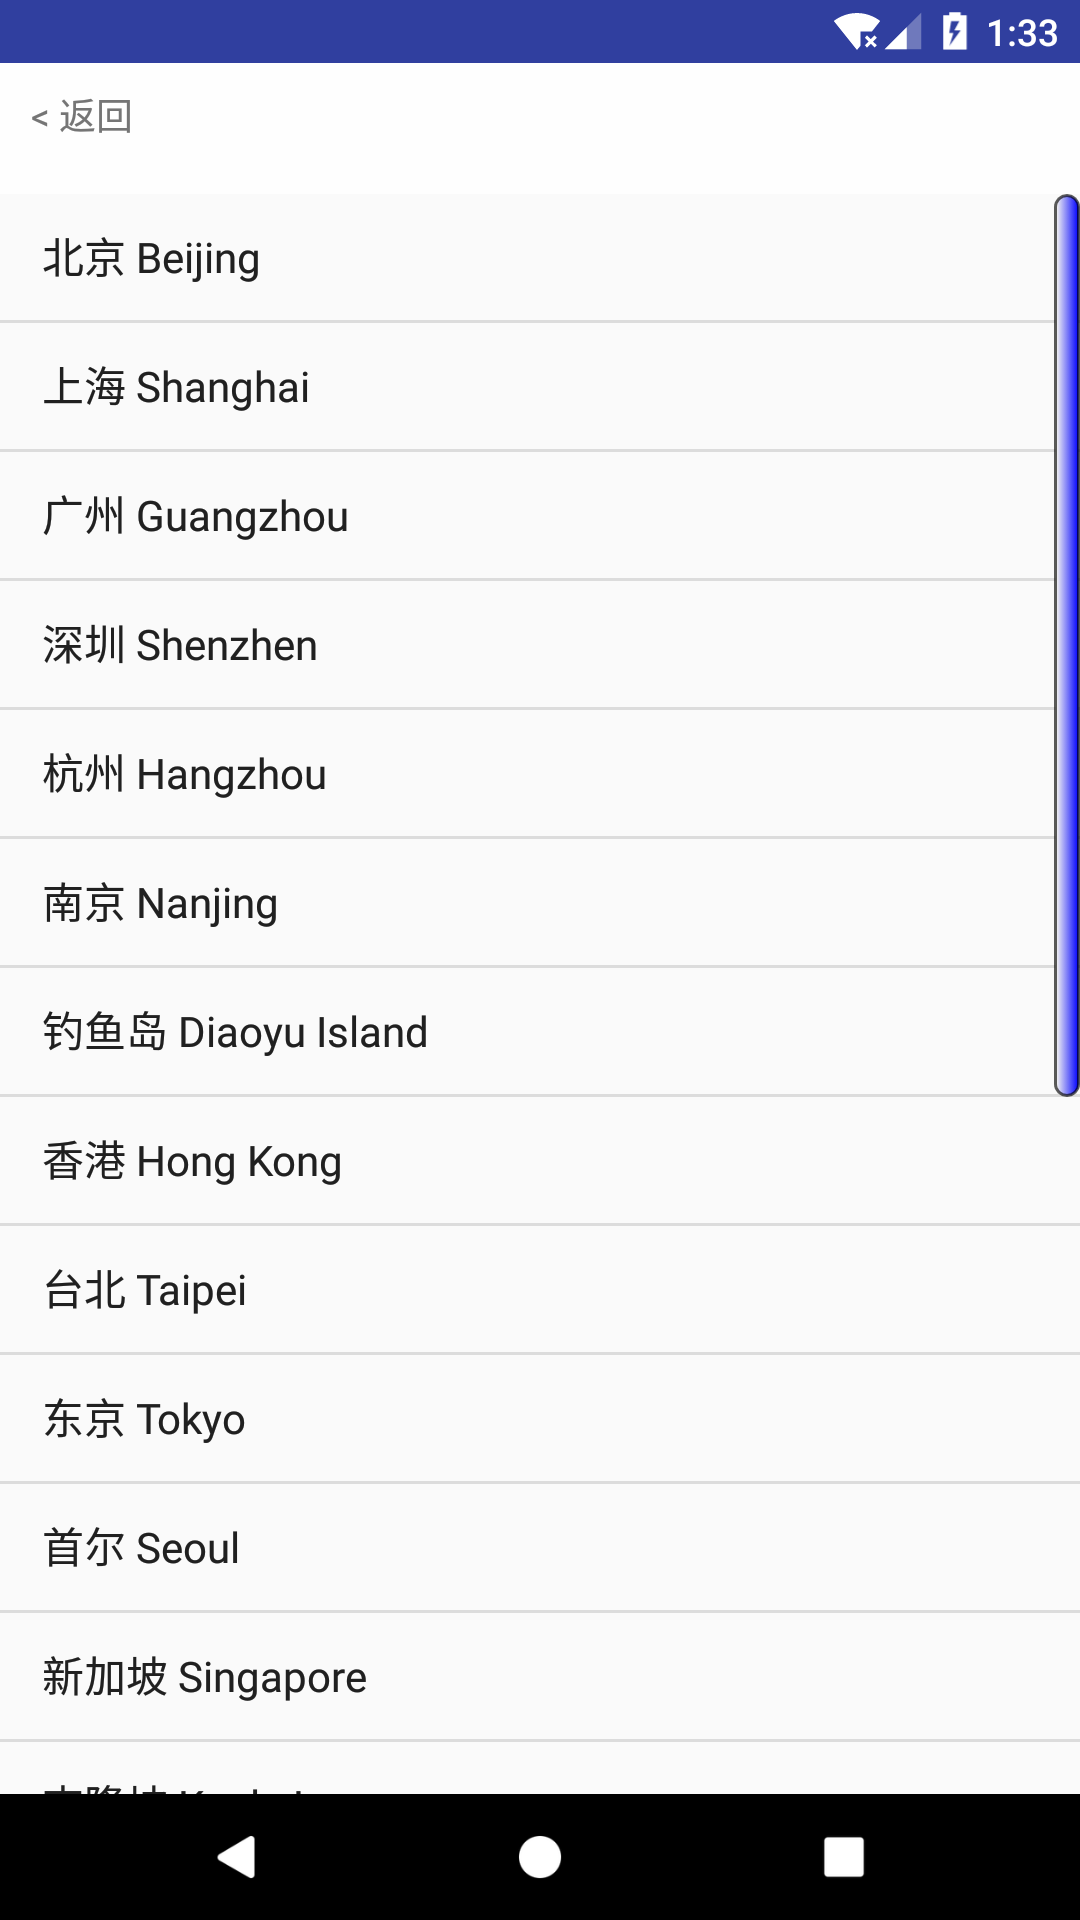 1:33
< 返回
北京 Beijing
上海 Shanghai
广州 Guangzhou
深圳 Shenzhen
杭州 Hangzhou
南京 Nanjing
钓鱼岛 Diaoyu Island
香港 Hong Kong
台北 Taipei
东京 Tokyo
首尔 Seoul
新加坡 Singapore